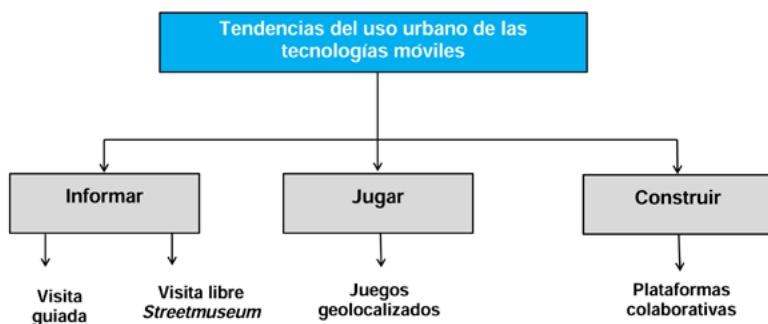 Tendencias del uso urbano de las
tecnologías móviles
Informar
Jugar
Construir
Visita
guiada
Visita libre
Streetmuseum
Juegos
geolocalizados
Plataformas
colaborativas